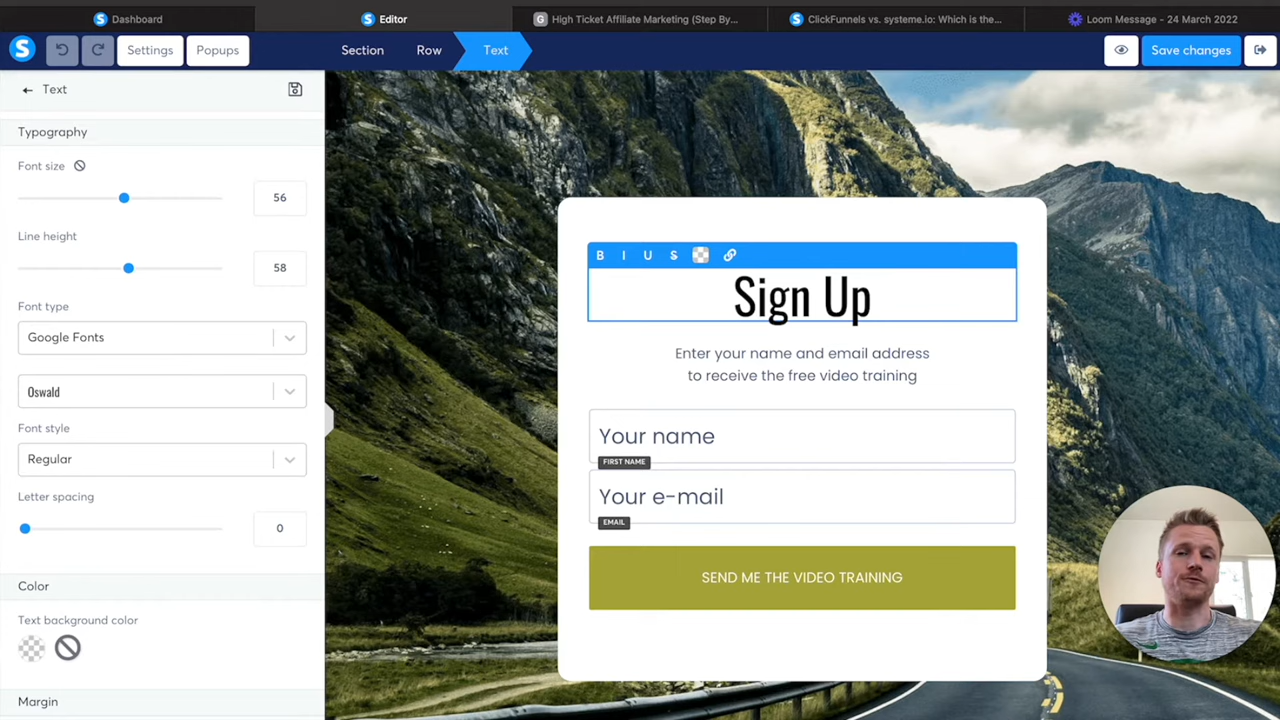 Dashboard
Editor
G High Ticket Affiliate Marketing (Step By...
ClickFunnels vs. systeme.io: Which is the...
Loom Message - 24 March 2022
S
Settings
Popups
Section
Row
Text
Save changes
← Text
Typography
Font size
56
Line height
58
Font type
Google Fonts
Oswald
Font style
Regular
Letter spacing
0
Color
Text background color
Margin
B I U S
Sign Up
Enter your name and email address
to receive the free video training
Your name
FIRST NAME
Your e-mail
EMAIL
SEND ME THE VIDEO TRAINING